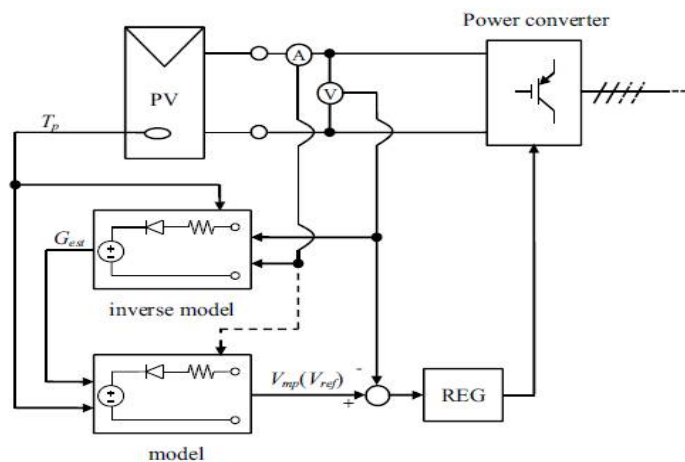 Power converter
A
PV
V
Tp
Gest
inverse model
Vmp(Vref)
-
+
REG
model